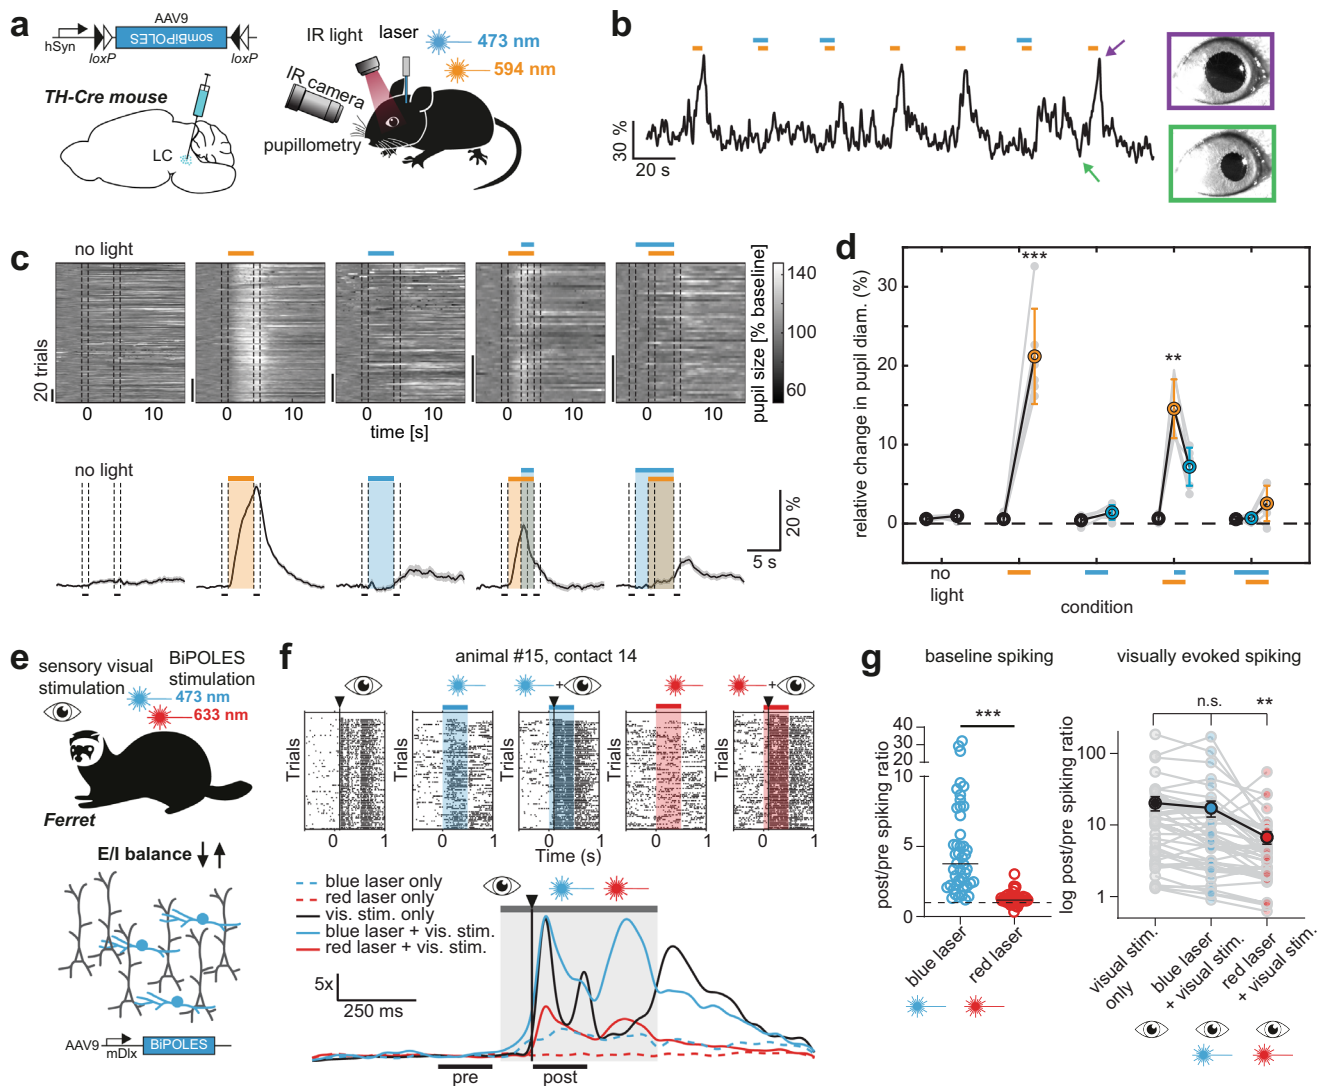 a
AAV9
hSyn
somBiPOLES
loxP
loxP
TH-Cre mouse
LC
IR light
laser
473 nm
594 nm
IR camera
pupillometry
b
30 %
20 s
c
no light
20 trials
0 10
0 10
0 10
0 10
0 10
time [s]
pupil size [% baseline]
140
100
60
no light
20 %
5 s
d
relative change in pupil diam. (%)
30
20
10
0
***
**
no light
condition
e
sensory visual
stimulation
BiPOLES
stimulation
473 nm
633 nm
Ferret
E/I balance
AAV9
mDlx
BiPOLES
f
animal #15, contact 14
+
+
Trials
Trials
Trials
Trials
Trials
0 1
0 1
0 1
0 1
0 1
Time (s)
blue laser only
red laser only
vis. stim. only
blue laser + vis. stim.
red laser + vis. stim.
5x
250 ms
pre
post
g
baseline spiking
post/pre spiking ratio
40
30
10
5
0
***
blue laser
red laser
visually evoked spiking
log post/pre spiking ratio
100
10
1
n.s.
**
visual stim.
only
blue laser
+ visual stim.
red laser
+ visual stim.